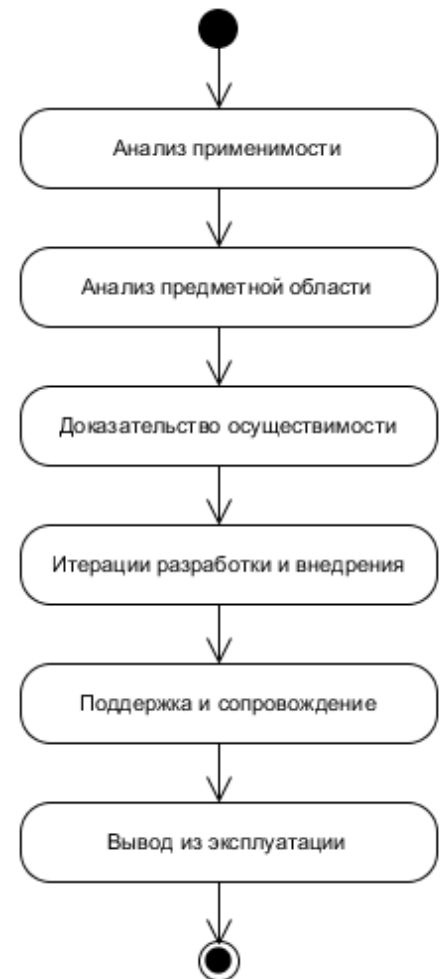 Анализ применимости
Анализ предметной области
Доказательство осуществимости
Итерации разработки и внедрения
Поддержка и сопровождение
Вывод из эксплуатации